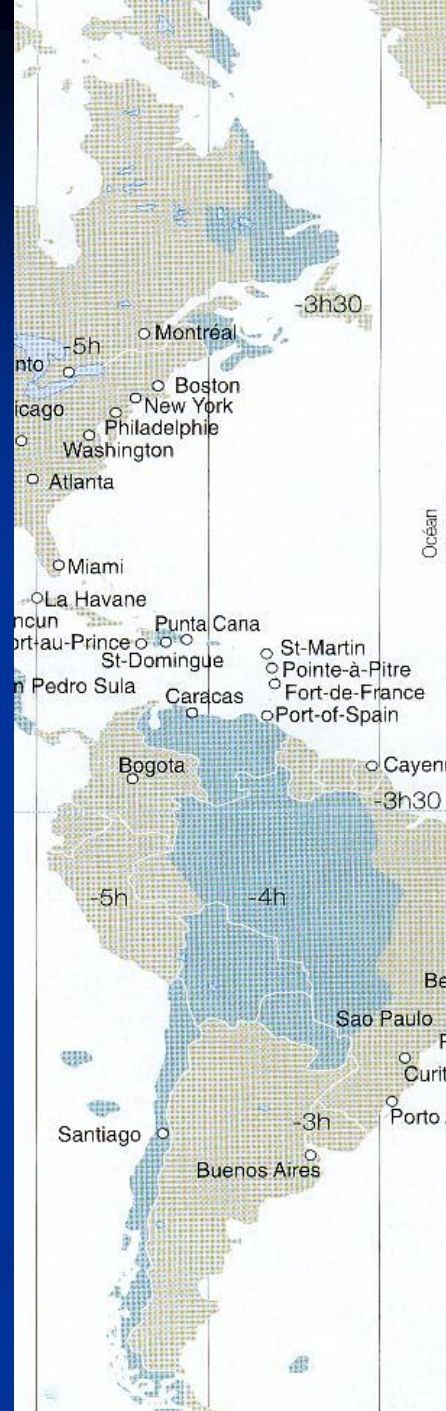 -3h30
Montréal
-5h
nto
Boston
icago
New York
Philadelphie
Washington
Atlanta
Océan
Miami
La Havane
ncun
Punta Cana
ort-au-Prince
St-Domingue
St-Martin
Pointe-à-Pitre
n Pedro Sula
Fort-de-France
Caracas
Port-of-Spain
Bogota
Cayen
-3h30
-5h
-4h
Be
Sao Paulo
Curit
Porto
-3h
Santiago
Buenos Aires